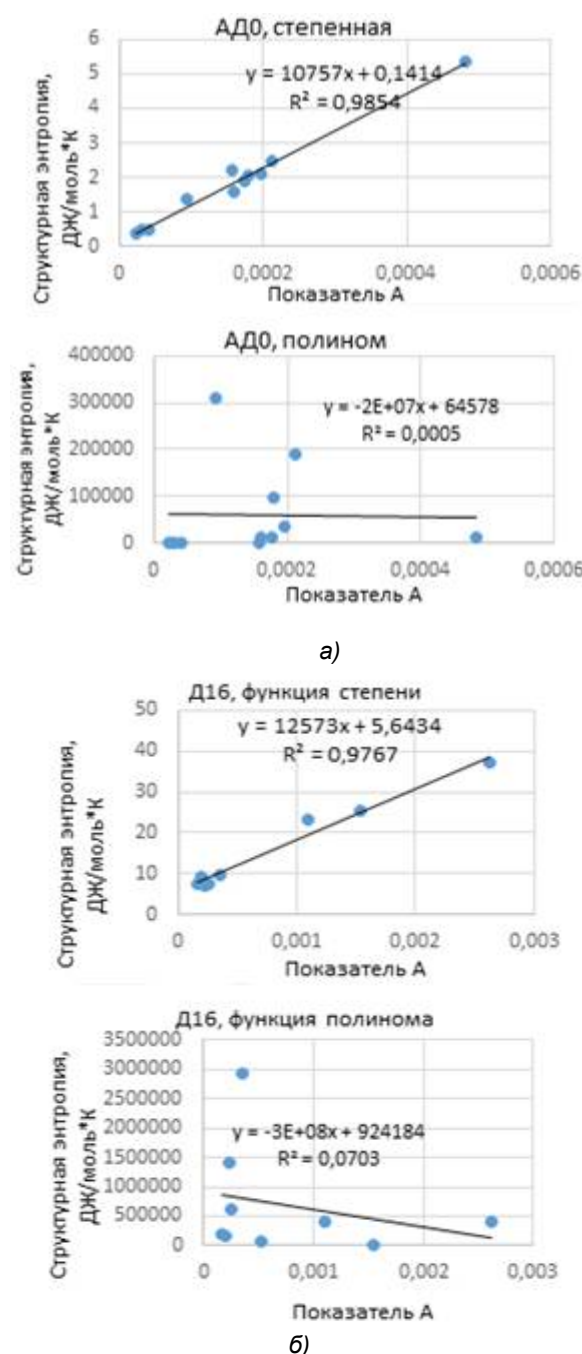 АД0, степенная
6
5
4
3
2
1
0
y = 10757x + 0,1414
R² = 0,9854
0 0,0002 0,0004 0,0006
Показатель А
Структурная энтропия,
ДЖ/моль*К
АД0, полином
400000
300000
200000
100000
0
y = -2E+07x + 64578
R² = 0,0005
0 0,0002 0,0004 0,0006
Показатель А
Структурная энтропия,
ДЖ/моль*К
а)
Д16, функция степени
50
40
30
20
10
0
y = 12573x + 5,6434
R² = 0,9767
0 0,001 0,002 0,003
Показатель А
Структурная энтропия,
ДЖ/моль*К
Д16, функция полинома
3500000
3000000
2500000
2000000
1500000
1000000
500000
0
y = -3E+08x + 924184
R² = 0,0703
0 0,001 0,002 0,003
Показатель А
Структурная энтропия,
ДЖ/моль*К
б)